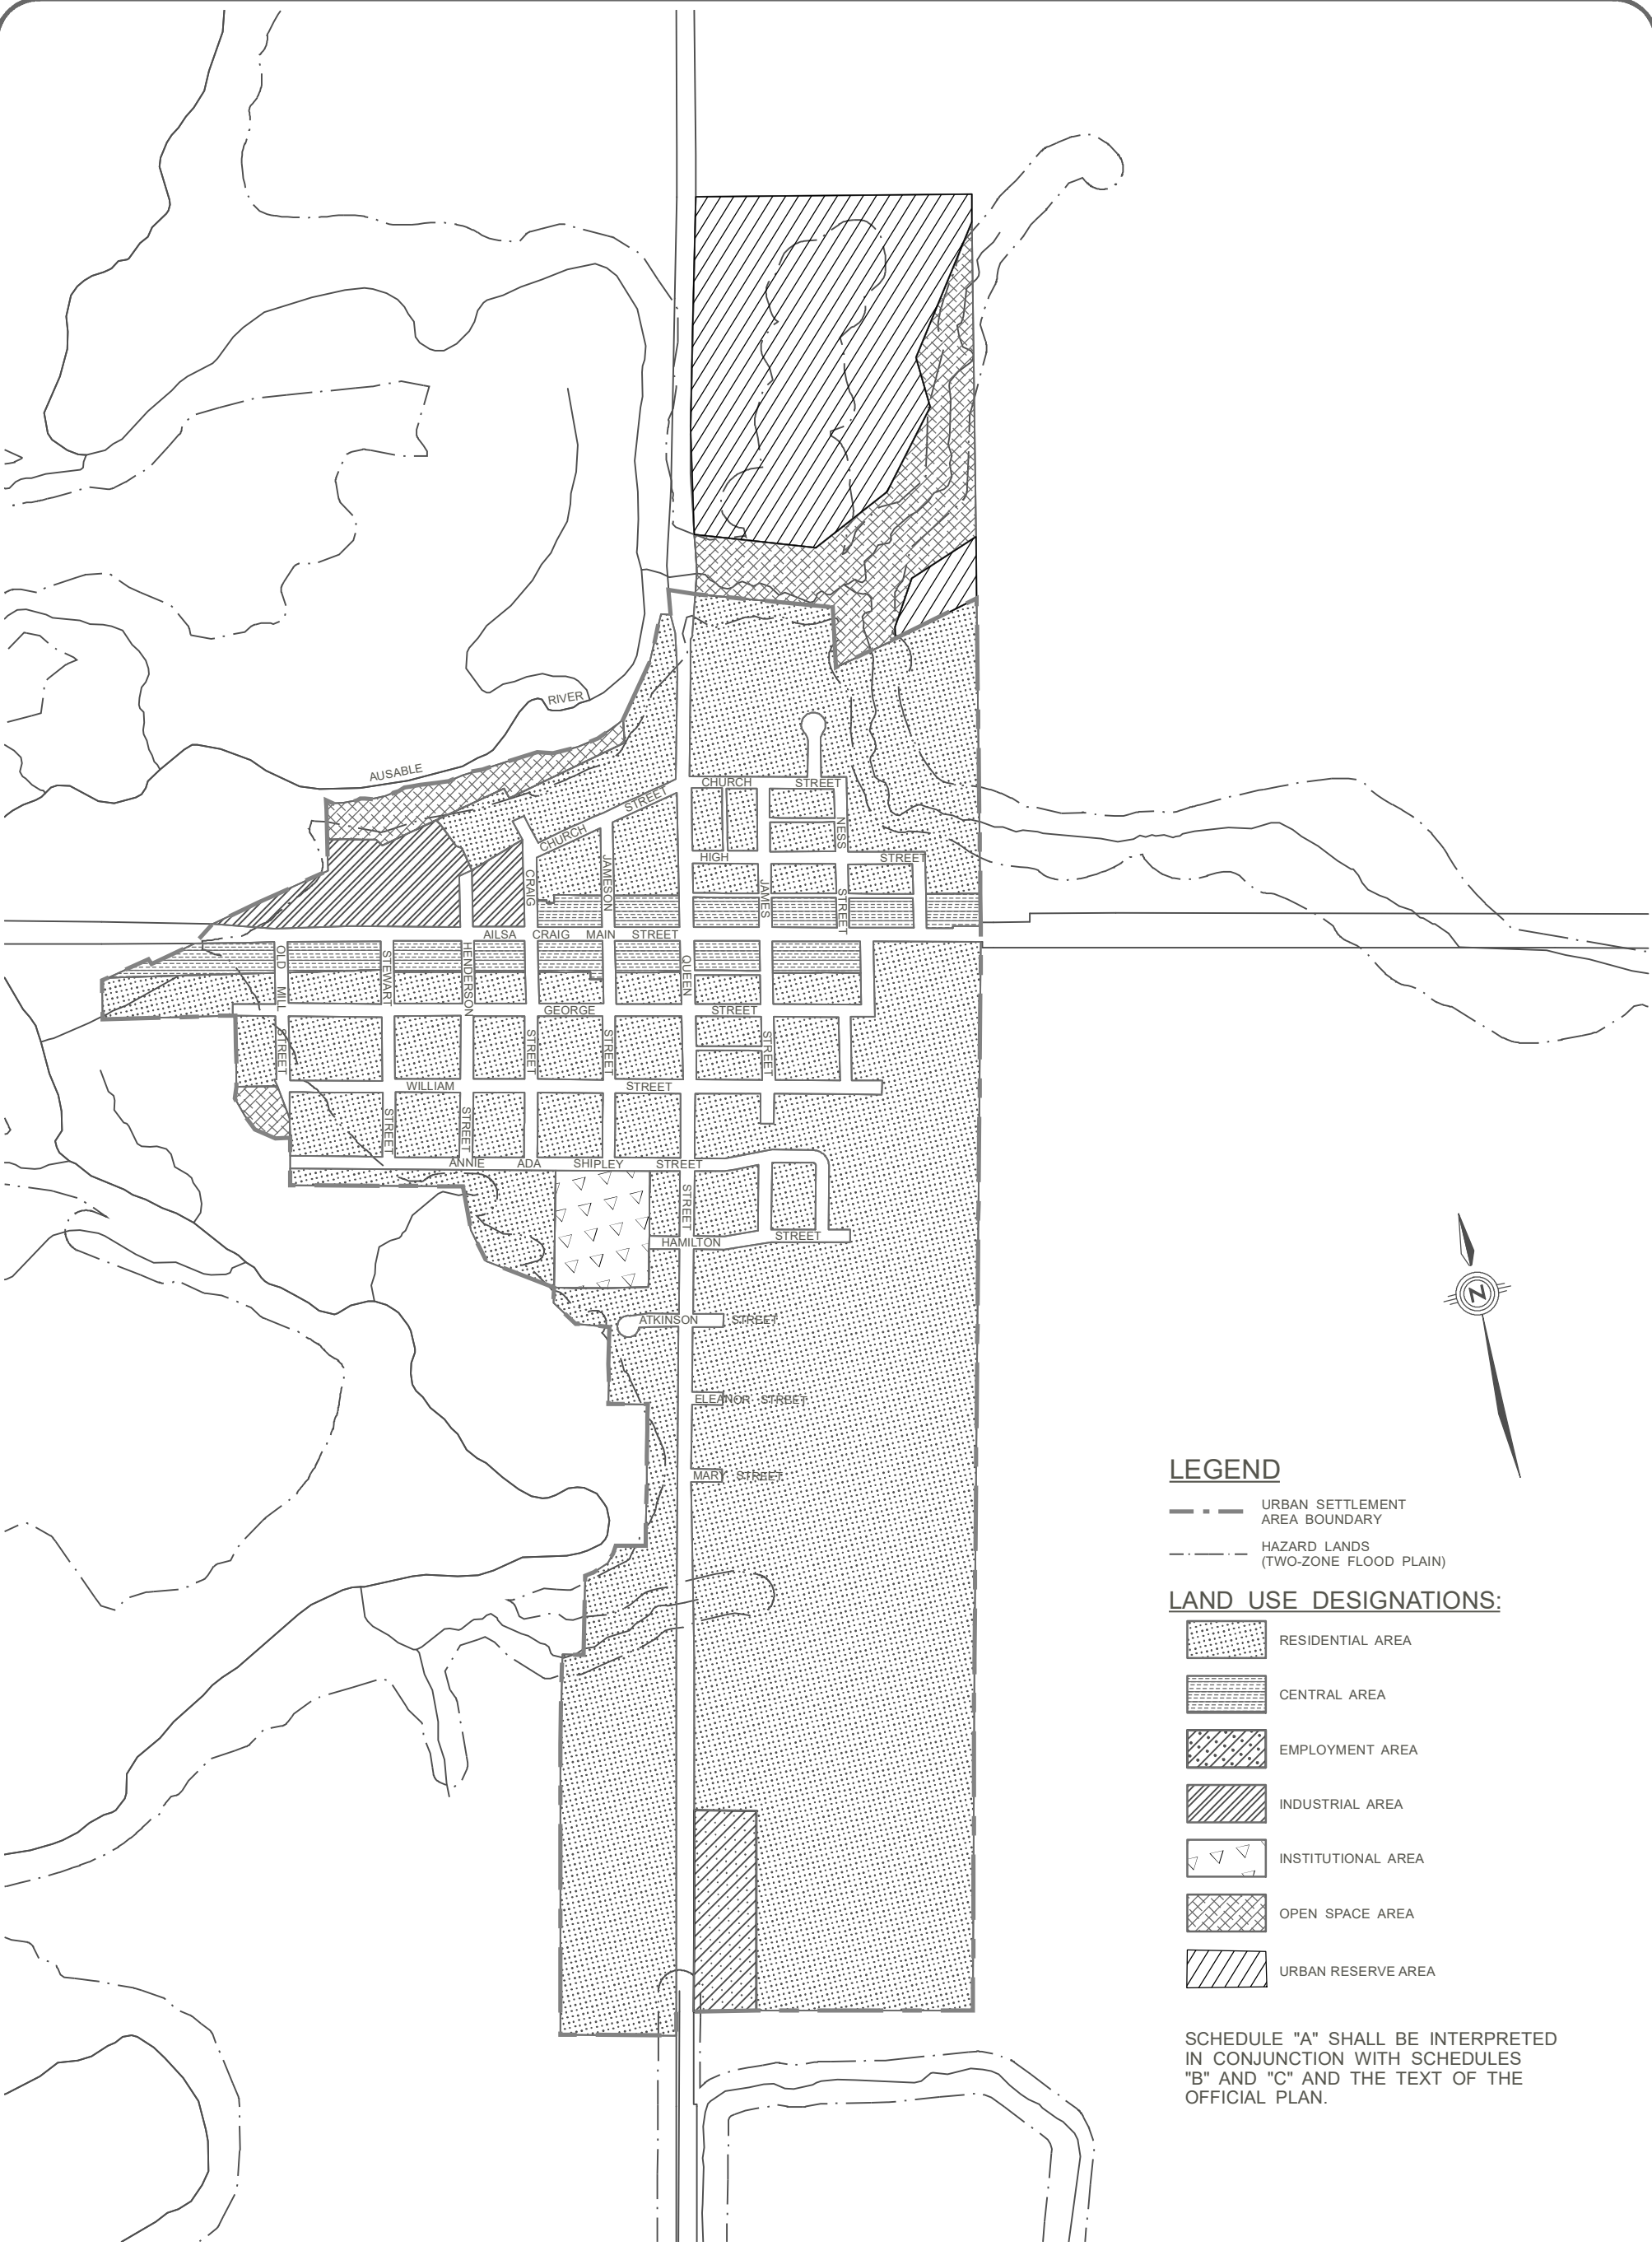 RIVER
AUSABLE
CHURCH STREET
CHURCH STREET
NESS
STREET
HIGH STREET
CRAIG
STREET
JAMESON
STREET
JAMES
STREET
AILSA CRAIG MAIN STREET
OLD MILL STREET
STEWART
STREET
HENDERSON
STREET
QUEEN
STREET
GEORGE STREET
WILLIAM STREET
ANNIE ADA SHIPLEY STREET
HAMILTON STREET
ATKINSON STREET
ELEANOR STREET
MARY STREET
N
LEGEND
URBAN SETTLEMENT
AREA BOUNDARY
HAZARD LANDS
(TWO-ZONE FLOOD PLAIN)
LAND USE DESIGNATIONS:
RESIDENTIAL AREA
CENTRAL AREA
EMPLOYMENT AREA
INDUSTRIAL AREA
INSTITUTIONAL AREA
OPEN SPACE AREA
URBAN RESERVE AREA
SCHEDULE "A" SHALL BE INTERPRETED
IN CONJUNCTION WITH SCHEDULES
"B" AND "C" AND THE TEXT OF THE
OFFICIAL PLAN.